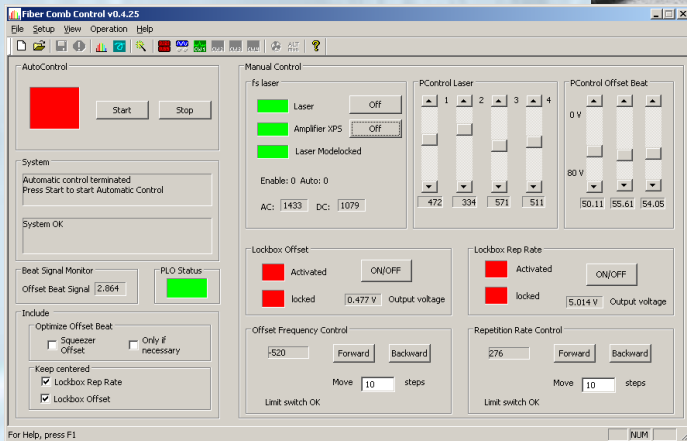 Fiber Comb Control v0.4.25
File Setup View Operation Help
ALT
AutoControl
Start Stop
System
Automatic control terminated
Press Start to start Automatic Control
System OK
Beat Signal Monitor
Offset Beat Signal 2.864
PLO Status
Include
Optimize Offset Beat
Squeezer Offset
Only if necessary
Keep centered
Lockbox Rep Rate
Lockbox Offset
Manual Control
fs laser
Laser Off
Amplifier XPS Off
Laser Modelocked
Enable: 0 Auto: 0
AC: 1433 DC: 1079
PControl Laser
1 2 3 4
472 334 571 511
PControl Offset Beat
0 V
80 V
50.11 55.61 54.05
Lockbox Offset
Activated ON/OFF
locked 0.477 V Output voltage
Lockbox Rep Rate
Activated ON/OFF
locked 5.014 V Output voltage
Offset Frequency Control
-520 Forward Backward
Move 10 steps
Limit switch OK
Repetition Rate Control
276 Forward Backward
Move 10 steps
Limit switch OK
For Help, press F1
NUM